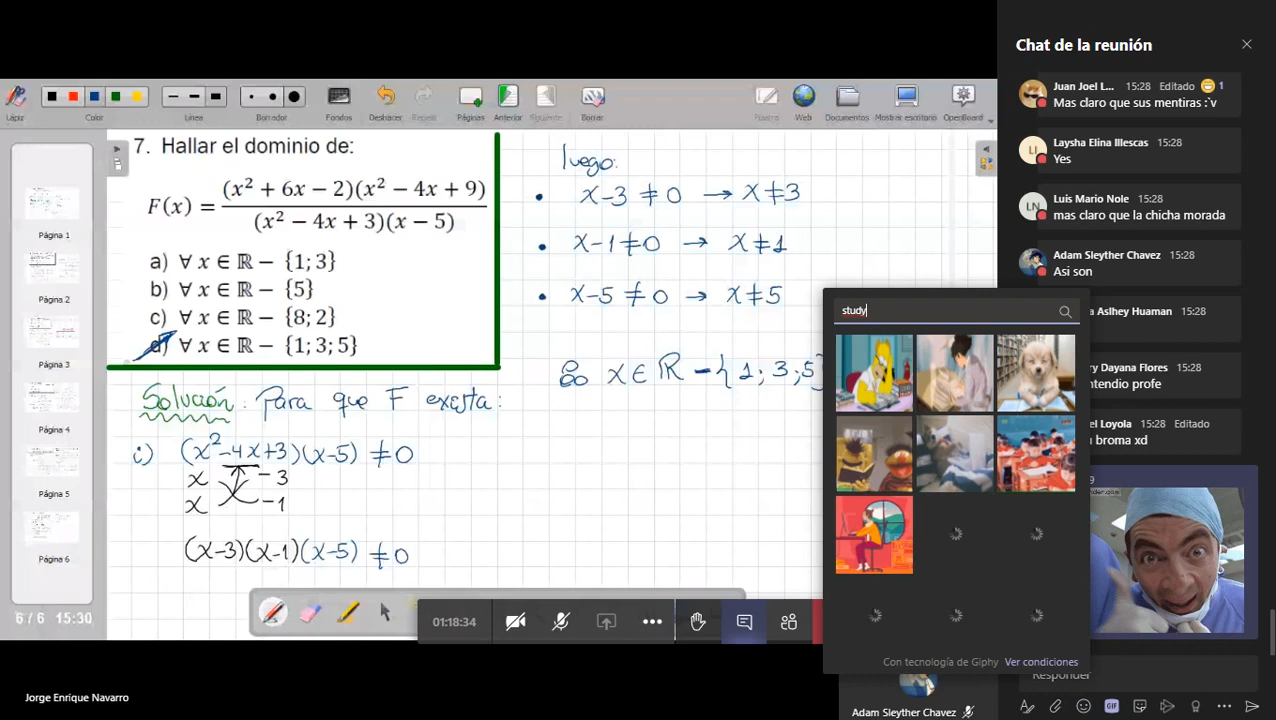 Chat de la reunión
Juan Joel L... 15:28 Editado 1
Mas claro que sus mentiras :'v
Laysha Elina Illescas 15:28
Yes
Luis Mario Nole 15:28
mas claro que la chicha morada
Adam Sleyther Chavez 15:28
Asi son
a Aslhey Huaman 15:28
ry Dayana Flores 15:28
ntendio profe
el Loyola 15:28 Editado
u broma xd
9
Responder
Lápiz
Color
Línea
Borrador
Fondos
Deshacer
Páginas
Anterior
Siguiente
Borrar
Web
Documentos
Mostrar escritorio
OpenBoard
Página 1
Página 2
Página 3
Página 4
Página 5
Página 6
6 / 6 15:30
7. Hallar el dominio de:
F(x) = (x² + 6x − 2)(x² − 4x + 9)
(x² − 4x + 3)(x − 5)
a) ∀ x ∈ ℝ − {1; 3}
b) ∀ x ∈ ℝ − {5}
c) ∀ x ∈ ℝ − {8; 2}
d) ∀ x ∈ ℝ − {1; 3; 5}
Solución: Para que F exista:
i) (x²-4x+3)(x-5) ≠0
x -3
x -1
(x-3)(x-1)(x-5) ≠0
luego:
• x-3 ≠0 → x≠3
• x-1≠0 → x≠1
• x-5 ≠0 → x≠5
x∈ ℝ -{1; 3; 5}
study
Con tecnología de Giphy Ver condiciones
01:18:34
GIF
Jorge Enrique Navarro
Adam Sleyther Chavez